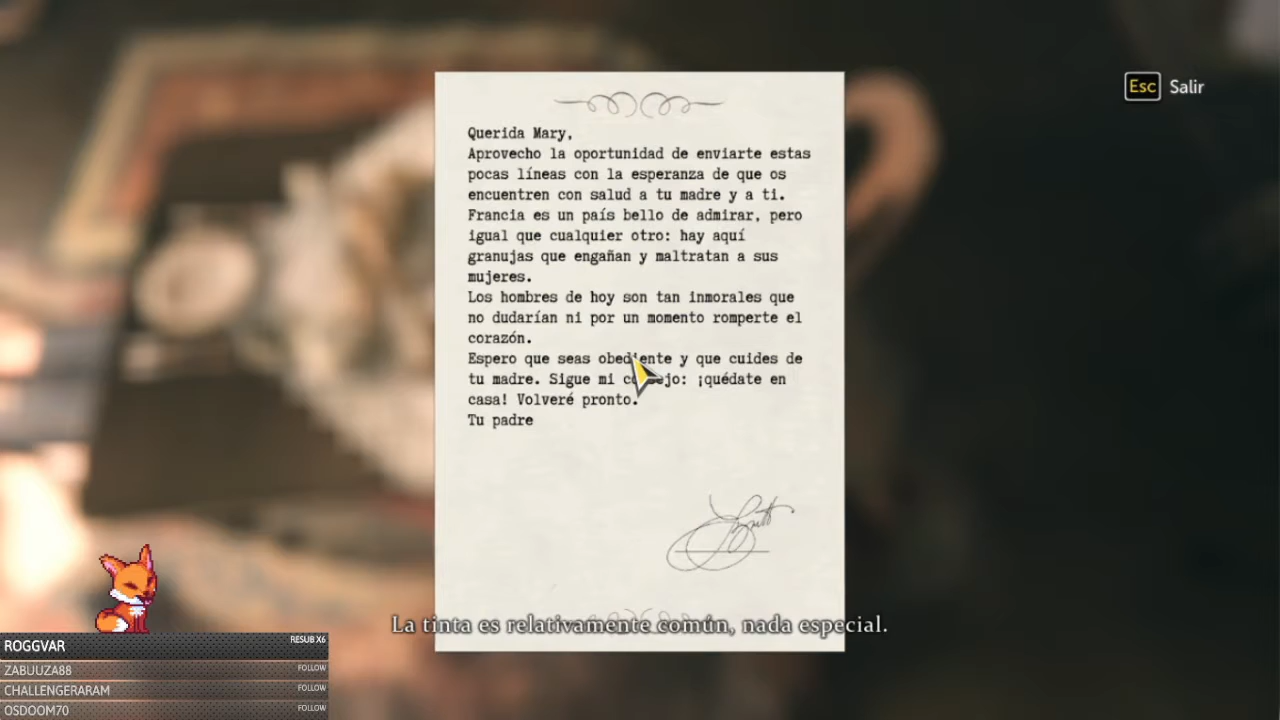 Esc Salir
Querida Mary,
Aprovecho la oportunidad de enviarte estas
pocas líneas con la esperanza de que os
encuentren con salud a tu madre y a ti.
Francia es un país bello de admirar, pero
igual que cualquier otro: hay aquí
granujas que engañan y maltratan a sus
mujeres.
Los hombres de hoy son tan inmorales que
no dudarían ni por un momento romperte el
corazón.
Espero que seas obediente y que cuides de
tu madre. Sigue mi consejo: ¡quédate en
casa! Volveré pronto.
Tu padre
La tinta es relativamente común, nada especial.
ROGGVAR RESUB X6
ZABUUZA88 FOLLOW
CHALLENGERARAM FOLLOW
OSDOOM70 FOLLOW